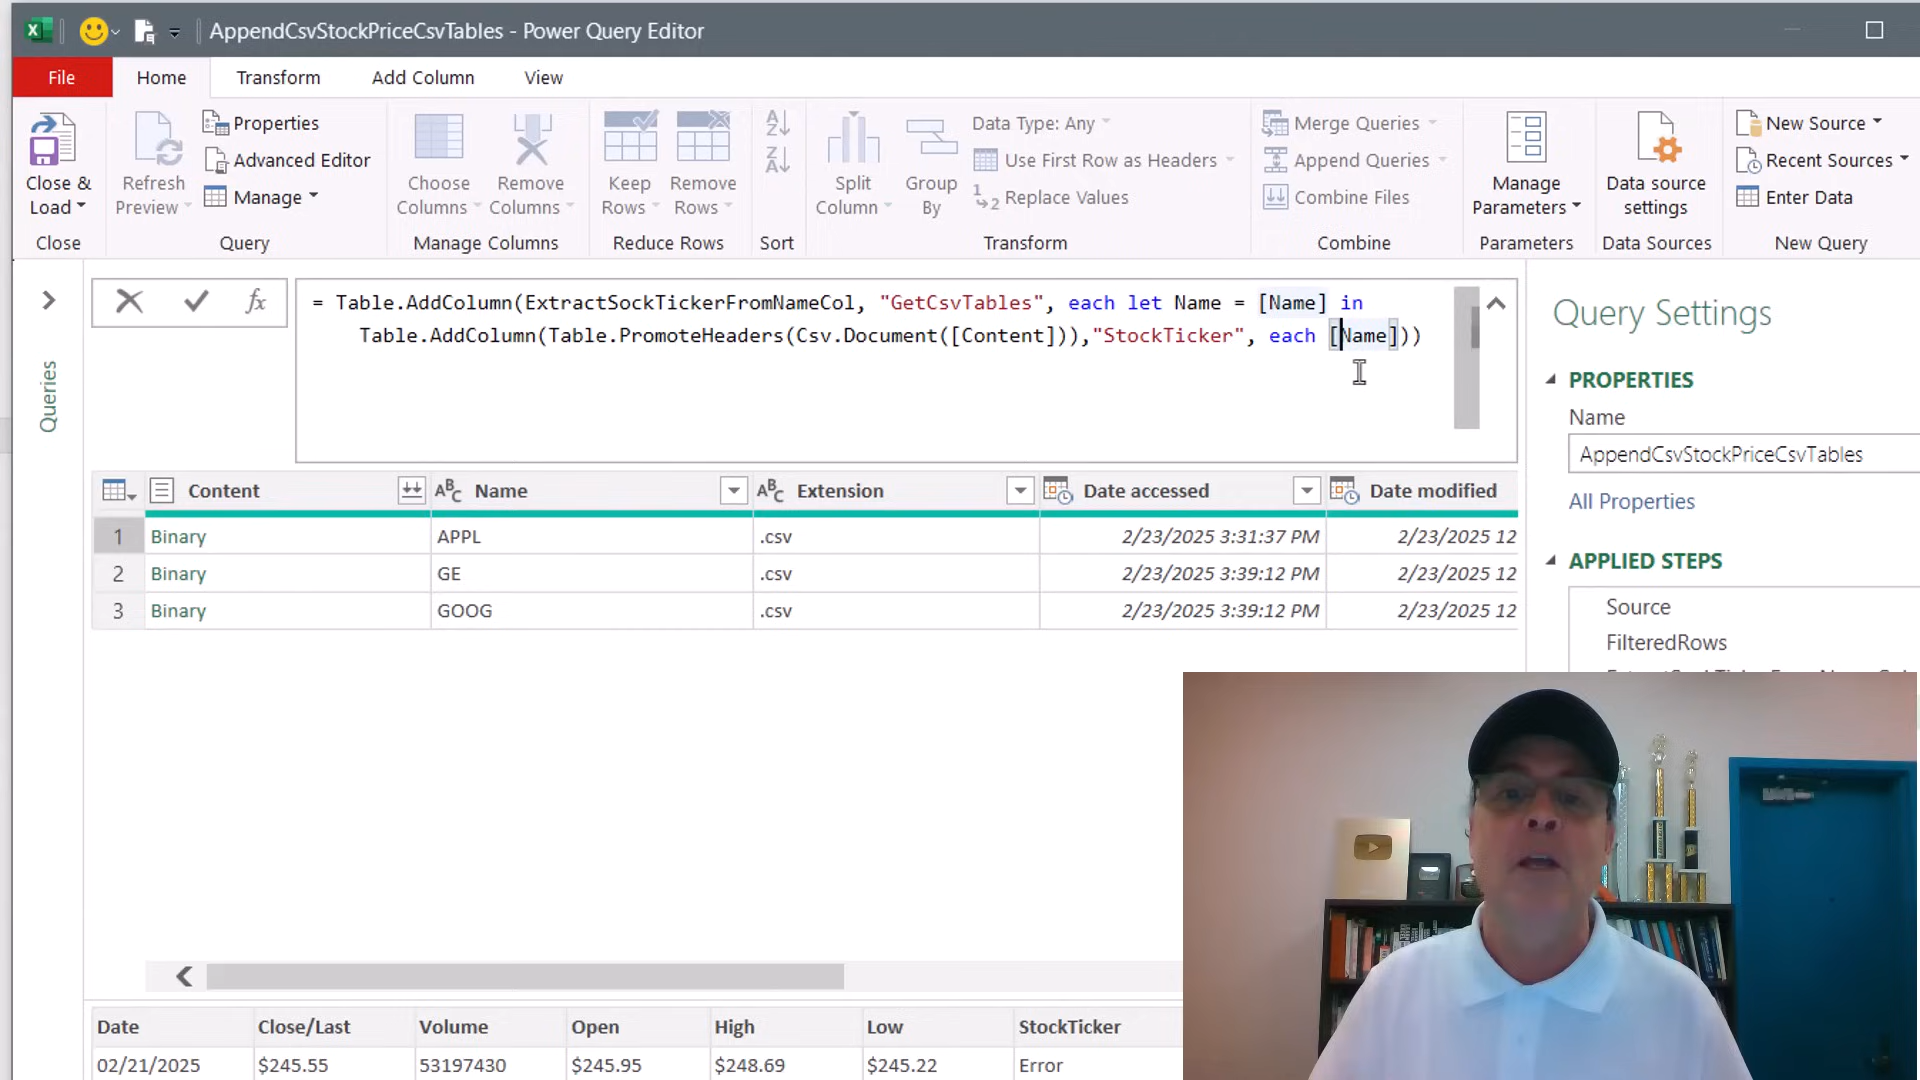 AppendCsvStockPriceCsvTables - Power Query Editor
File Home Transform Add Column View
Close & Load
Close
Refresh Preview
Properties
Advanced Editor
Manage
Query
Choose Columns
Remove Columns
Manage Columns
Keep Rows
Remove Rows
Reduce Rows
Sort
Split Column
Group By
Data Type: Any
Use First Row as Headers
Replace Values
Transform
Merge Queries
Append Queries
Combine Files
Combine
Manage Parameters
Parameters
Data source settings
Data Sources
New Source
Recent Sources
Enter Data
New Query
Queries
fx
= Table.AddColumn(ExtractSockTickerFromNameCol, "GetCsvTables", each let Name = [Name] in
Table.AddColumn(Table.PromoteHeaders(Csv.Document([Content])),"StockTicker", each [Name]))
Content Name Extension Date accessed Date modified
1 Binary APPL .csv 2/23/2025 3:31:37 PM 2/23/2025 12
2 Binary GE .csv 2/23/2025 3:39:12 PM 2/23/2025 12
3 Binary GOOG .csv 2/23/2025 3:39:12 PM 2/23/2025 12
Date Close/Last Volume Open High Low StockTicker
02/21/2025 $245.55 53197430 $245.95 $248.69 $245.22 Error
Query Settings
PROPERTIES
Name
AppendCsvStockPriceCsvTables
All Properties
APPLIED STEPS
Source
FilteredRows